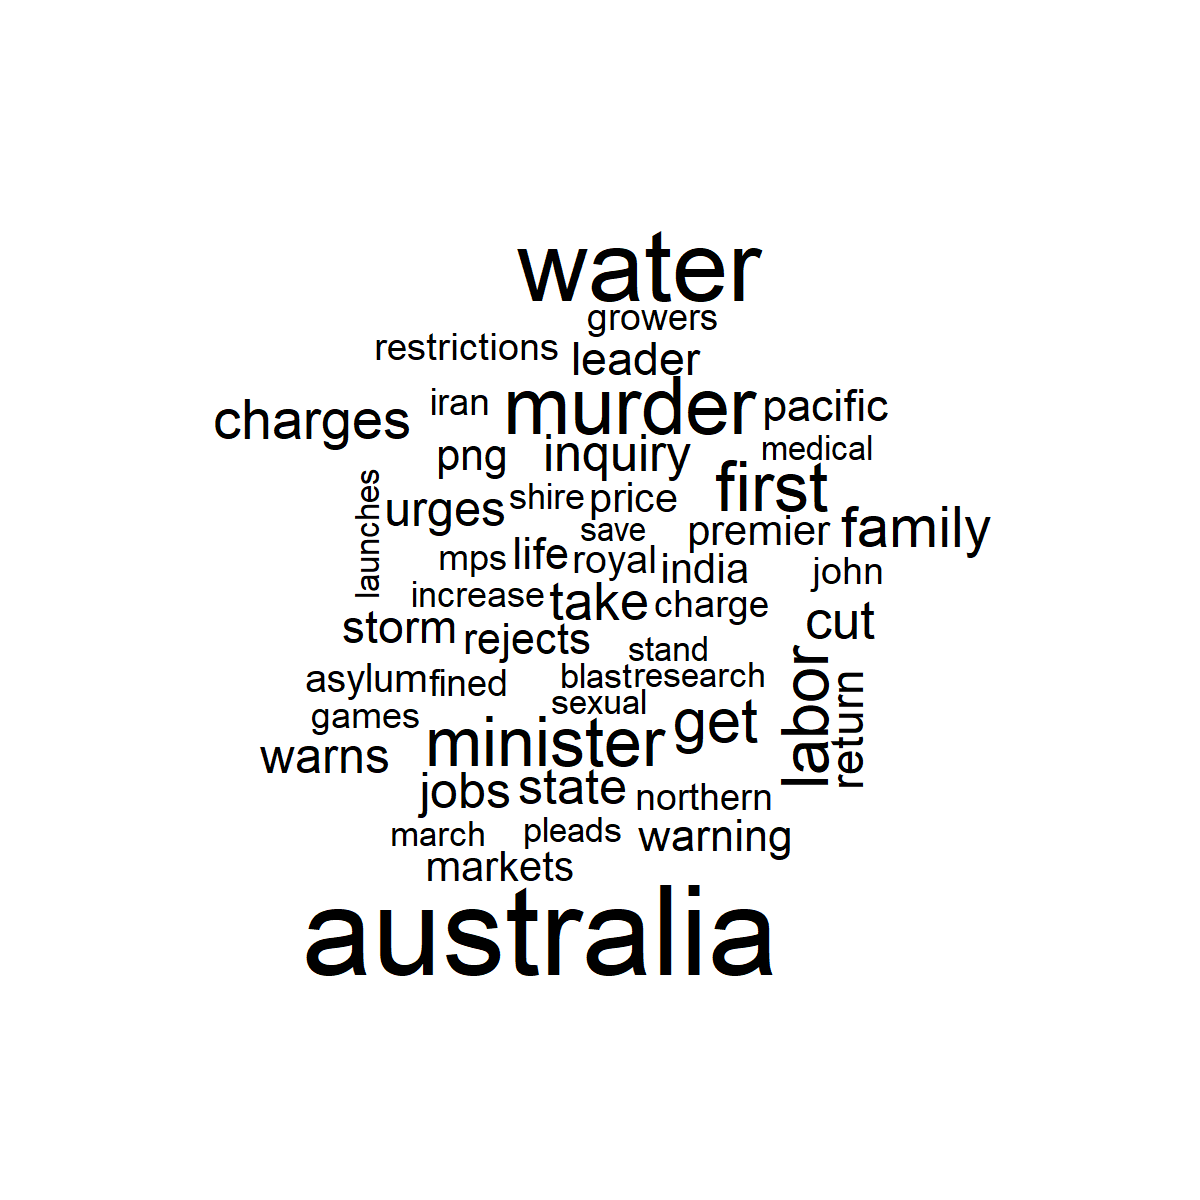 water
growers
restrictions
leader
charges iran murder pacific
png inquiry medical
launches urges shire price first
save premier family
mps life royal india john
increase take charge cut
storm rejects stand
asylum fined blast research labor return
games sexual
warns minister get
jobs state northern
march pleads warning
markets
australia